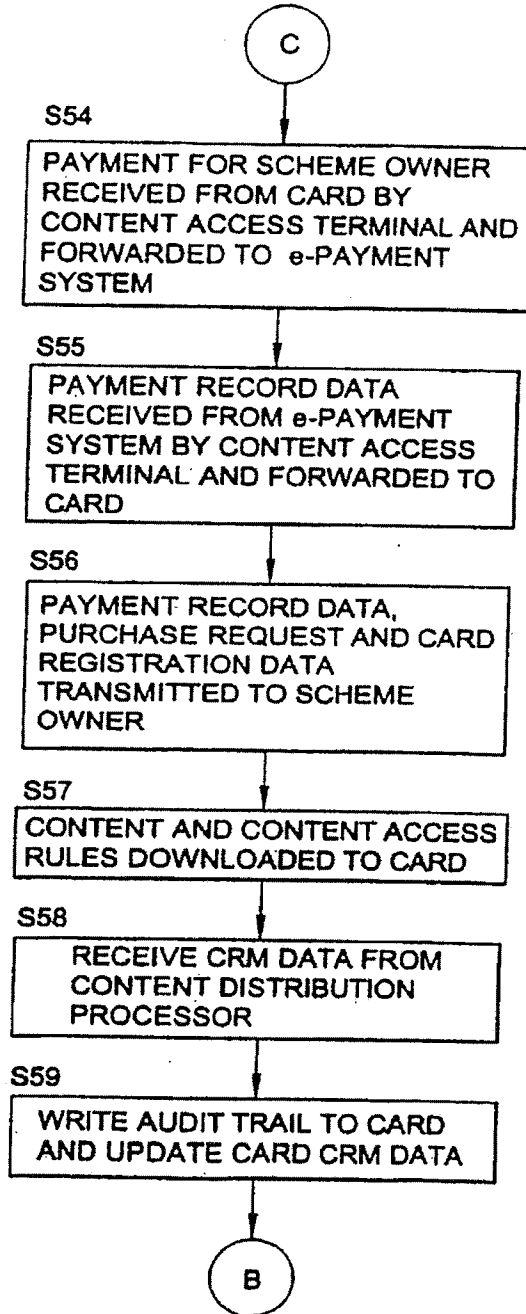 C
S54
PAYMENT FOR SCHEME OWNER
RECEIVED FROM CARD BY
CONTENT ACCESS TERMINAL AND
FORWARDED TO e-PAYMENT
SYSTEM
S55
PAYMENT RECORD DATA
RECEIVED FROM e-PAYMENT
SYSTEM BY CONTENT ACCESS
TERMINAL AND FORWARDED TO
CARD
S56
PAYMENT RECORD DATA,
PURCHASE REQUEST AND CARD
REGISTRATION DATA
TRANSMITTED TO SCHEME
OWNER
S57
CONTENT AND CONTENT ACCESS
RULES DOWNLOADED TO CARD
S58
RECEIVE CRM DATA FROM
CONTENT DISTRIBUTION
PROCESSOR
S59
WRITE AUDIT TRAIL TO CARD
AND UPDATE CARD CRM DATA
B